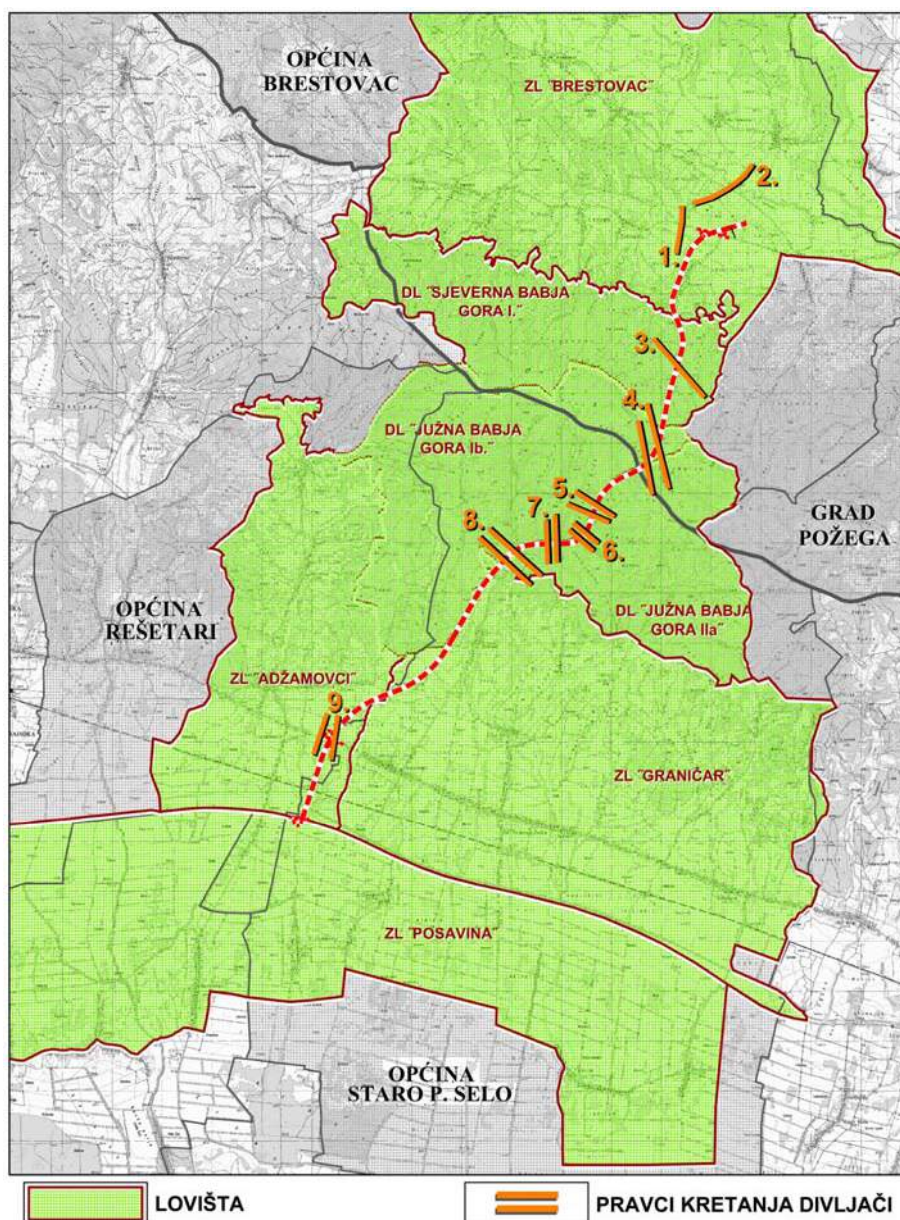 OPĆINA
BRESTOVAC
ZL "BRESTOVAC"
2.
1.
DL "SJEVERNA BABJA
GORA I."
3.
4.
DL "JUŽNA BABJA
GORA Ib."
5.
7.
8.
6.
GRAD
POŽEGA
OPĆINA
REŠETARI
DL "JUŽNA BABJA
GORA IIa"
ZL "ADŽAMOVCI"
9.
ZL "GRANIČAR"
ZL "POSAVINA"
OPĆINA
STARO P. SELO
LOVIŠTA
PRAVCI KRETANJA DIVLJAČI